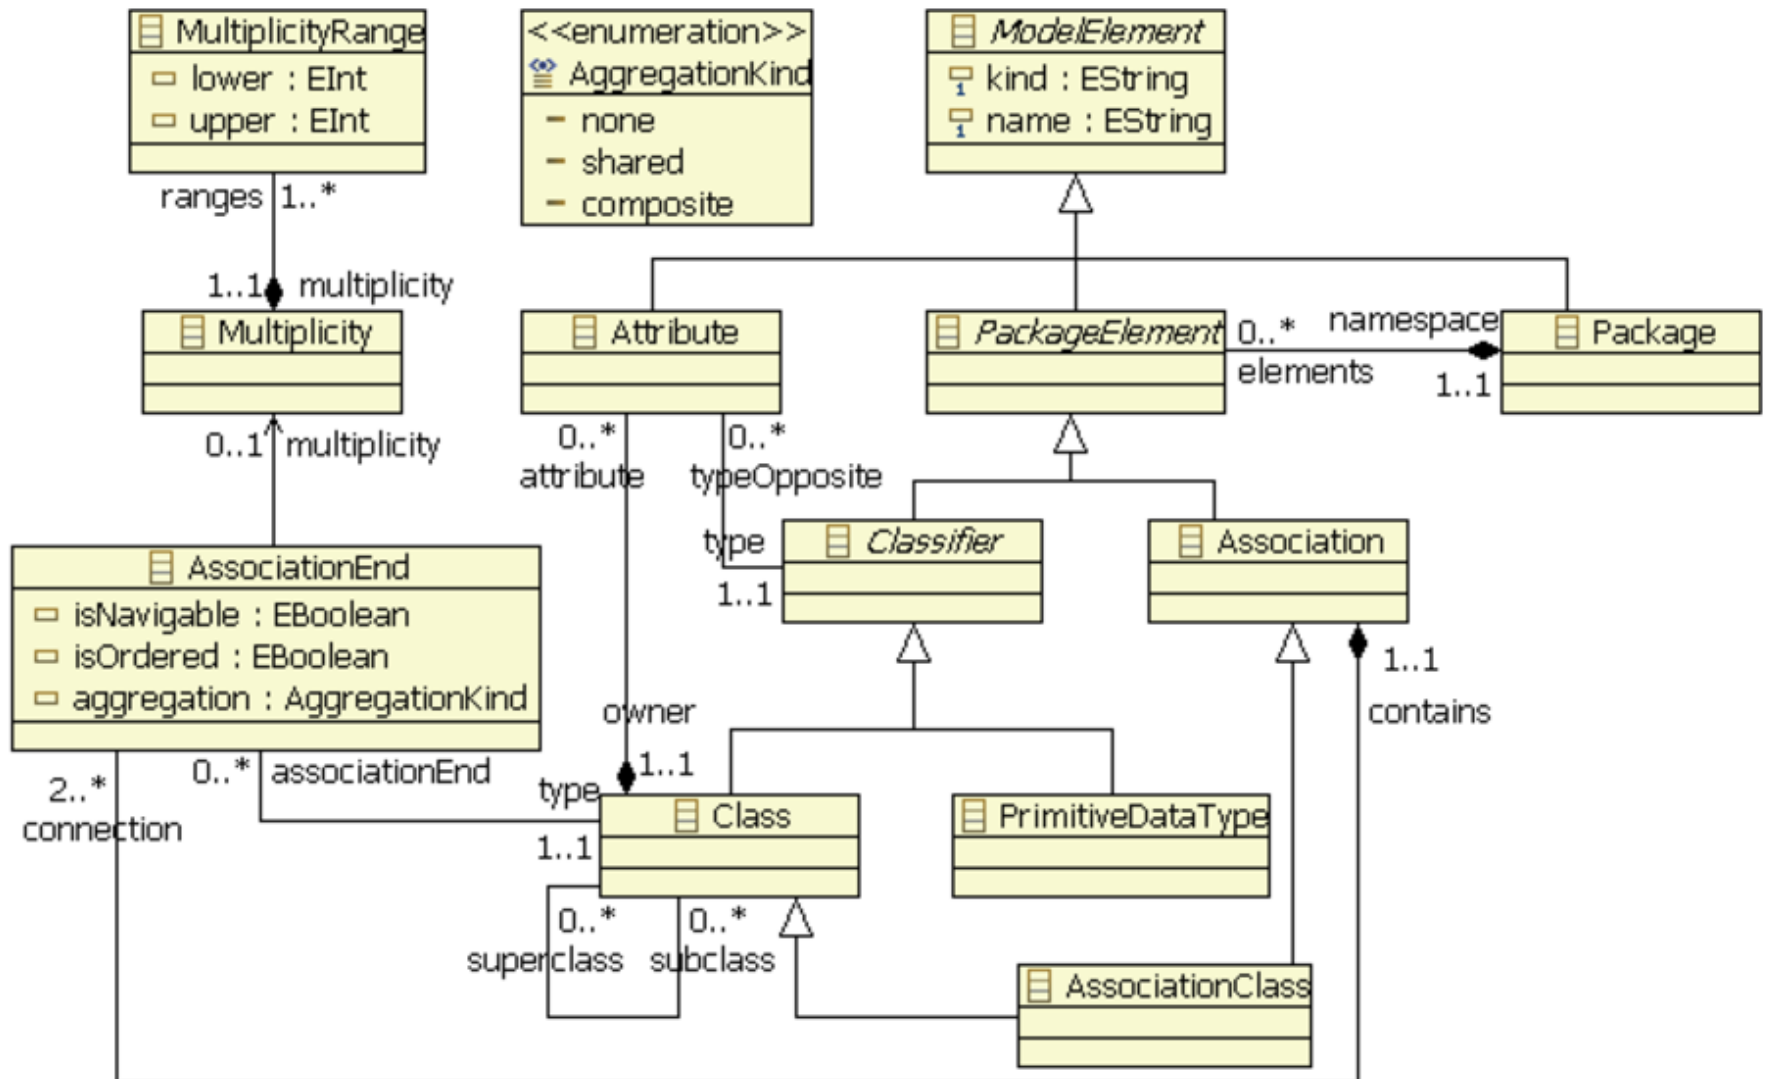 MultiplicityRange
lower : EInt
upper : EInt
<<enumeration>>
AggregationKind
none
shared
composite
ModelElement
kind : EString
name : EString
ranges 1..*
1..1 multiplicity
Multiplicity
Attribute
PackageElement
0..* namespace
elements
1..1
Package
0..1 multiplicity
0..*
attribute
0..*
typeOpposite
type
1..1
Classifier
Association
AssociationEnd
isNavigable : EBoolean
isOrdered : EBoolean
aggregation : AggregationKind
owner
1..1
1..1
contains
2..*
connection
0..* associationEnd
type
1..1
Class
PrimitiveDataType
0..*
superclass
0..*
subclass
AssociationClass